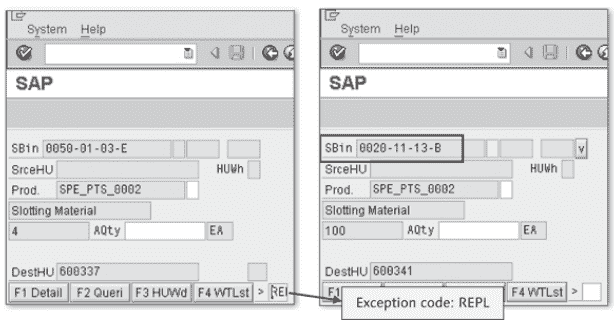 System Help
SAP
SBin 0050-01-03-E
SrceHU HUWh
Prod. SPE_PTS_0002
Slotting Material
4 AQty EA
DestHU 600337
F1 Detail F2 Queri F3 HUWd F4 WTLst > REI
System Help
SAP
SBin 0020-11-13-B v
SrceHU HUWh
Prod. SPE_PTS_0002
Slotting Material
100 AQty EA
DestHU 600341
F4 WTLst >
Exception code: REPL